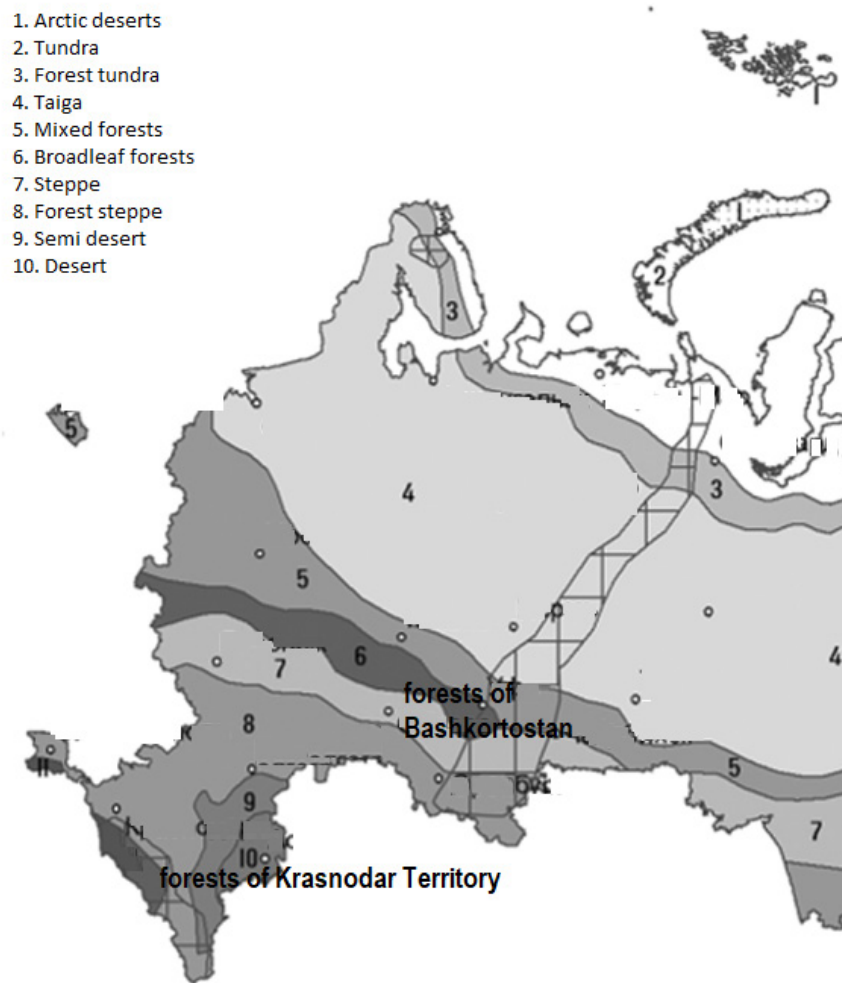 1. Arctic deserts
2. Tundra
3. Forest tundra
4. Taiga
5. Mixed forests
6. Broadleaf forests
7. Steppe
8. Forest steppe
9. Semi desert
10. Desert
2
3
5
4
3
5
6
7
4
forests of
Bashkortostan
8
5
9
7
10
forests of Krasnodar Territory